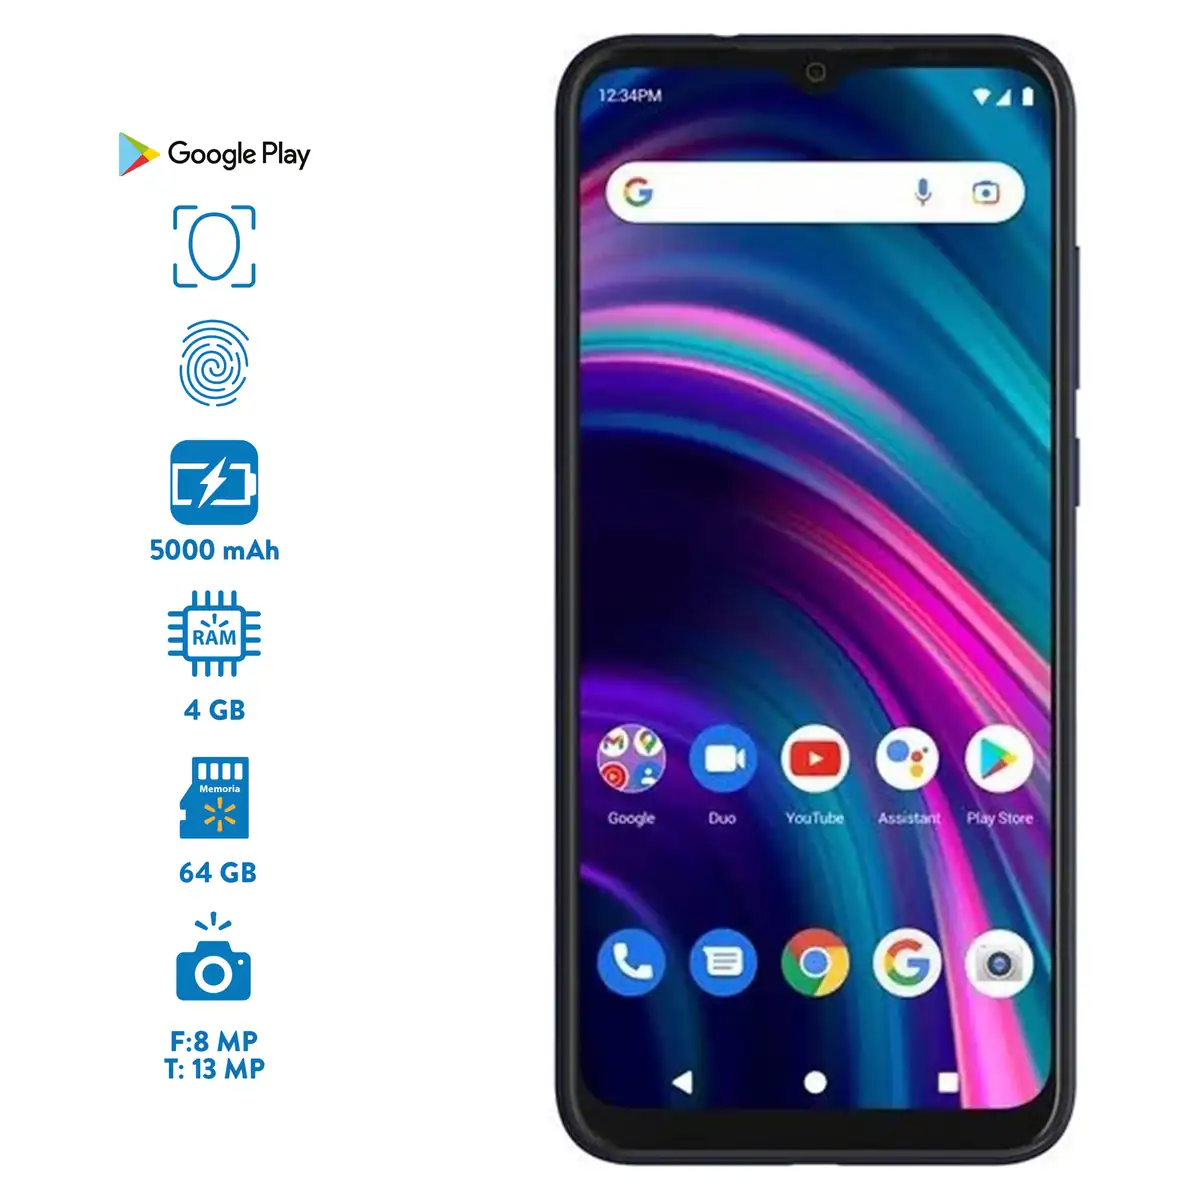 Google Play
5000 mAh
RAM
4 GB
Memoria
64 GB
F:8 MP
T: 13 MP
12:34PM
Google
Duo
YouTube
Assistant
Play Store